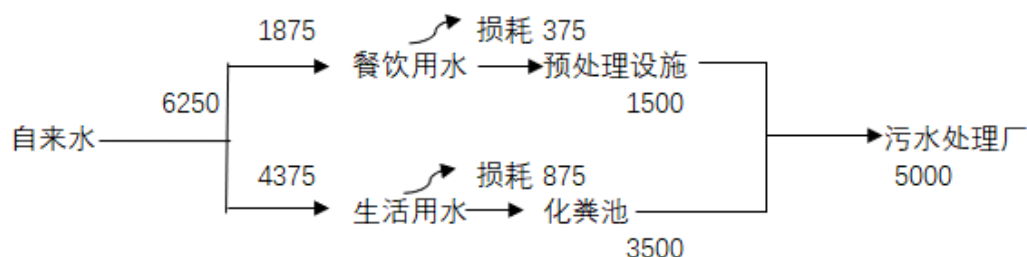 1875 损耗 375
餐饮用水 预处理设施
6250 1500
自来水 污水处理厂
4375 损耗 875 5000
生活用水 化粪池
3500